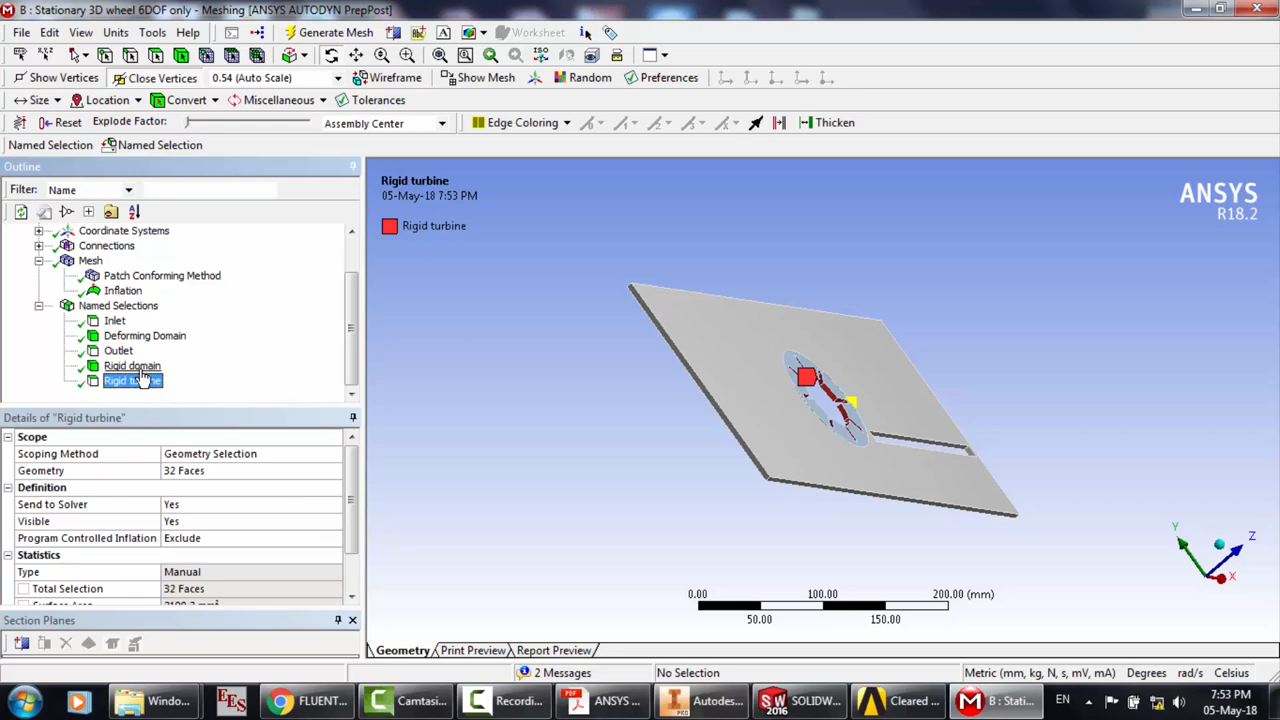 B : Stationary 3D wheel 6DOF only - Meshing [ANSYS AUTODYN PrepPost]
File Edit View Units Tools Help Generate Mesh Worksheet
Show Vertices Close Vertices 0.54 (Auto Scale) Wireframe Show Mesh Random Preferences
Size Location Convert Miscellaneous Tolerances
Reset Explode Factor: Assembly Center Edge Coloring Thicken
Named Selection Named Selection
Outline
Filter: Name
Coordinate Systems
Connections
Mesh
Patch Conforming Method
Inflation
Named Selections
Inlet
Deforming Domain
Outlet
Rigid domain
Details of "Rigid turbine"
Scope
Scoping Method Geometry Selection
Geometry 32 Faces
Definition
Send to Solver Yes
Visible Yes
Program Controlled Inflation Exclude
Statistics
Type Manual
Total Selection 32 Faces
Section Planes
Rigid turbine
05-May-18 7:53 PM
Rigid turbine
ANSYS
R18.2
Y
Z
X
0.00 100.00 200.00 (mm)
50.00 150.00
Geometry Print Preview Report Preview
2 Messages No Selection Metric (mm, kg, N, s, mV, mA) Degrees rad/s Celsius
Windo... EES FLUENT... Camtasi... Recordi... ANSYS ... Autodes... SOLIDW... 2016 Cleared ... B : Stati... EN
7:53 PM
05-May-18